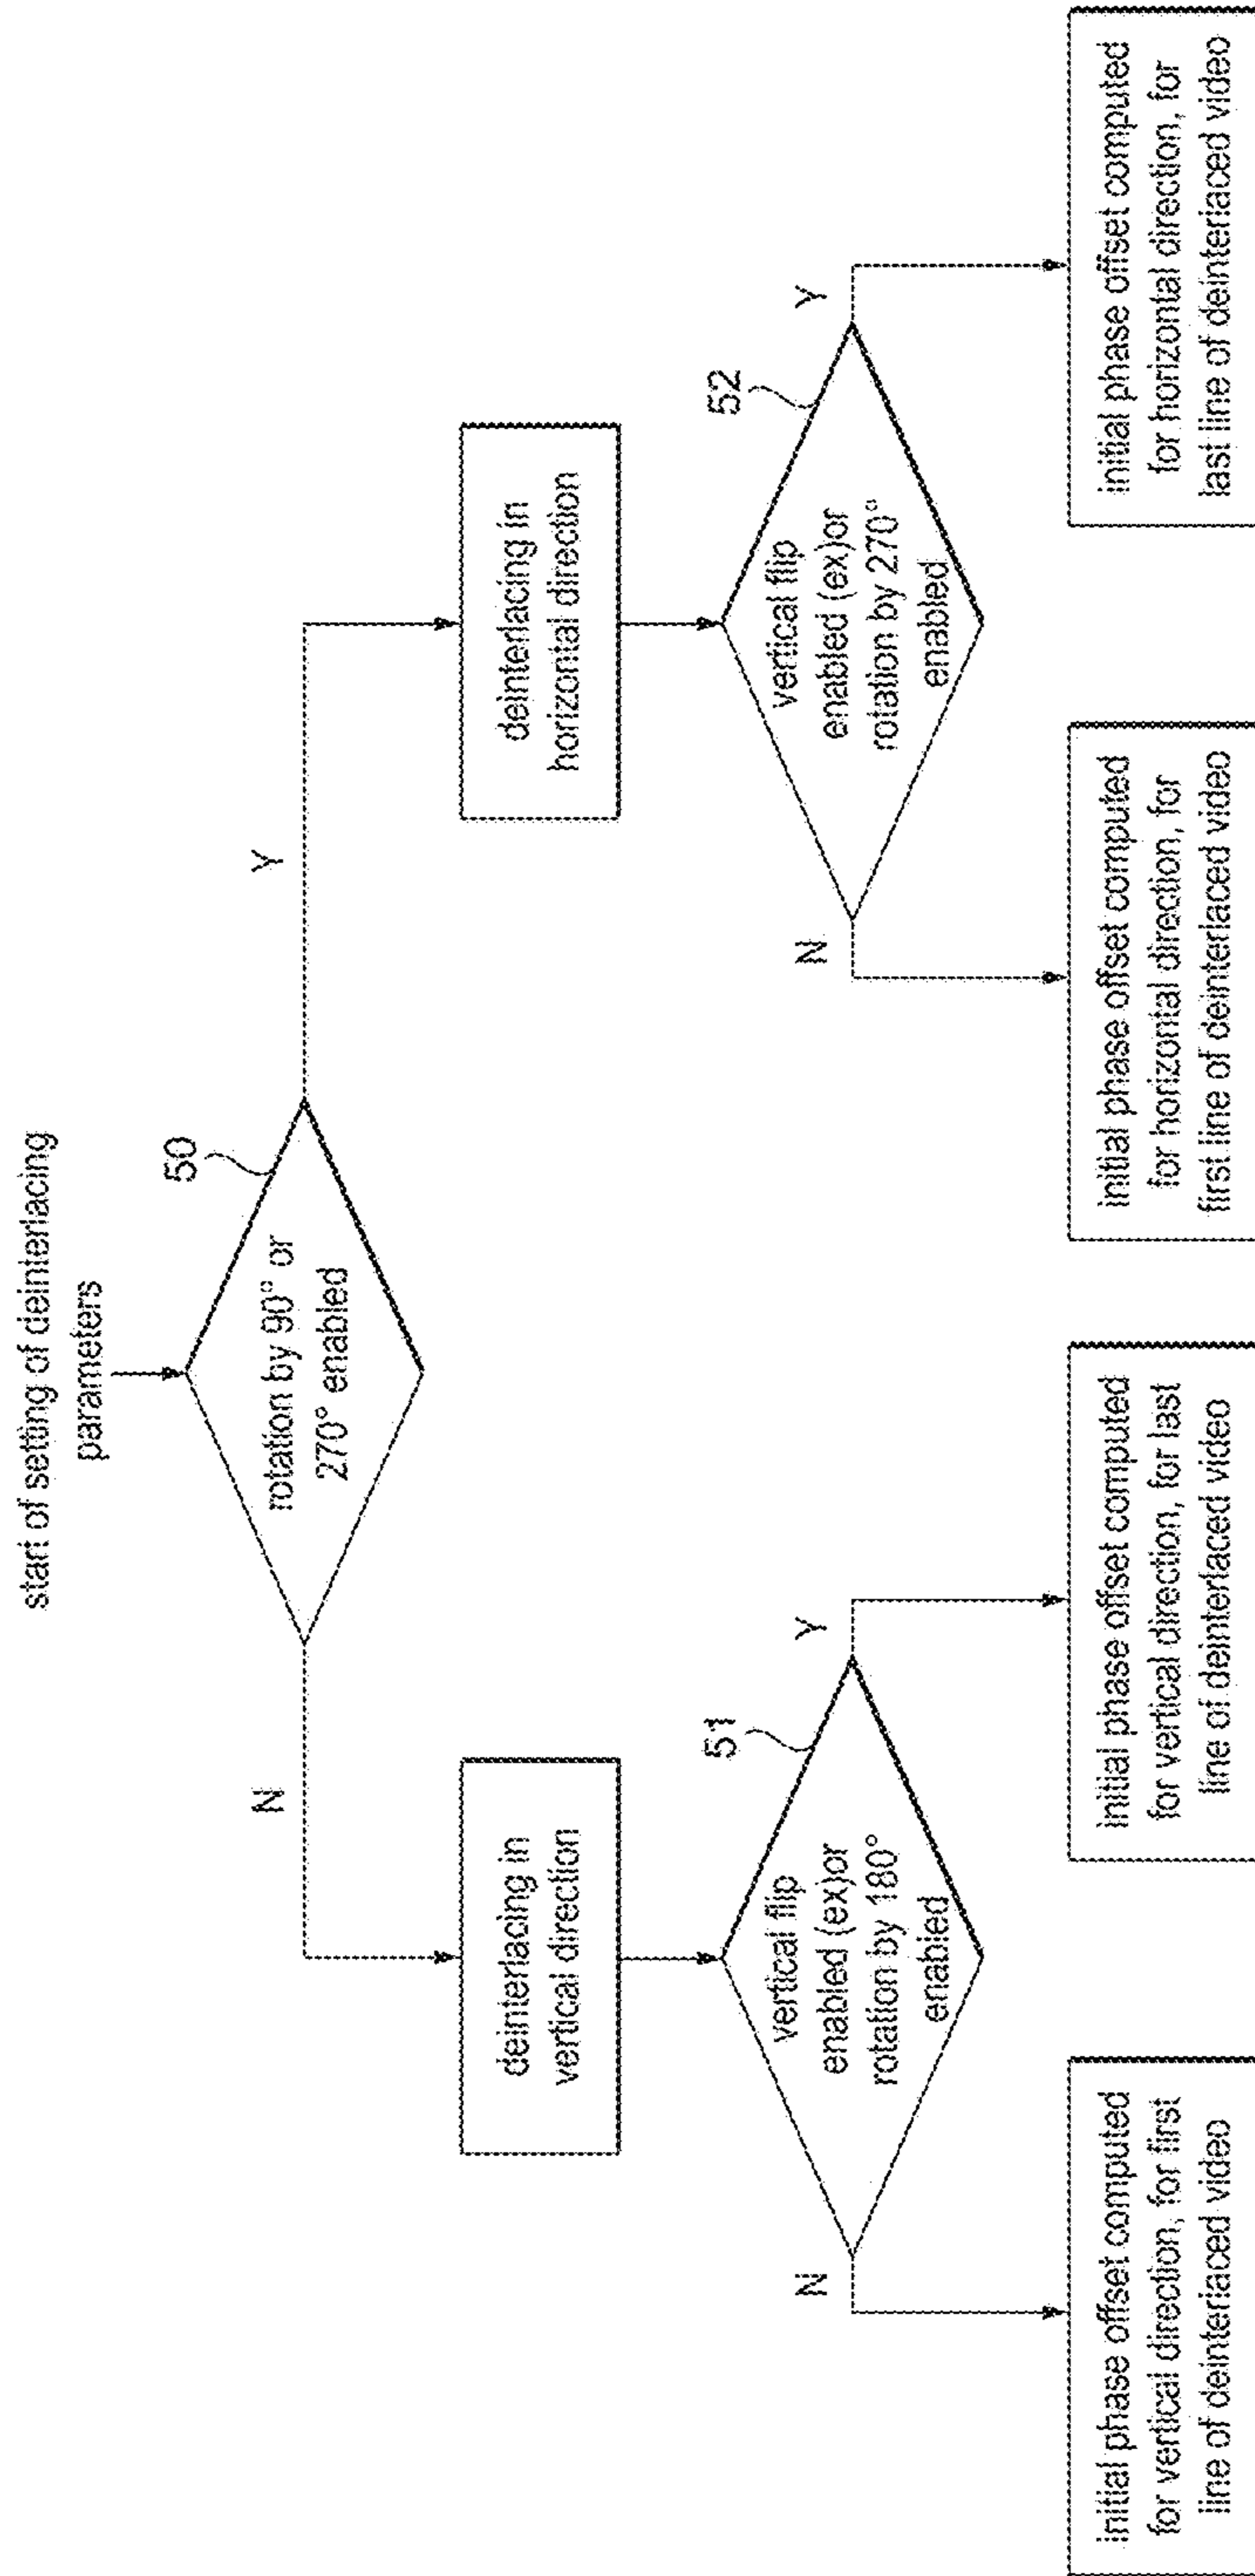 start of setting of deinterlacing
parameters
50
rotation by 90° or
270° enabled
N
Y
deinterlacing in
vertical direction
deinterlacing in
horizontal direction
51
vertical flip
enabled (ex)or
rotation by 180°
enabled
N
Y
52
vertical flip
enabled (ex)or
rotation by 270°
enabled
N
Y
initial phase offset computed
for vertical direction, for first
line of deinterlaced video
initial phase offset computed
for vertical direction, for last
line of deinterlaced video
initial phase offset computed
for horizontal direction, for
first line of deinterlaced video
initial phase offset computed
for horizontal direction, for
last line of deinterlaced video